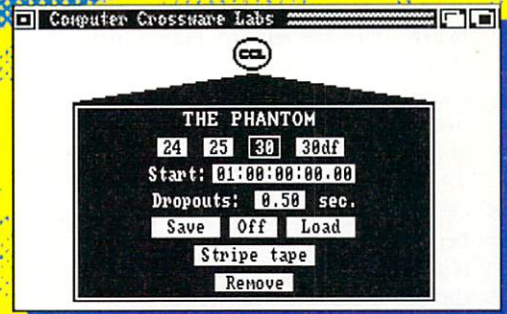 Computer Crossware Labs
CCL
THE PHANTOM
24 25 30 30df
Start: 01:00:00:00.00
Dropouts: 0.50 sec.
Save Off Load
Stripe tape
Remove